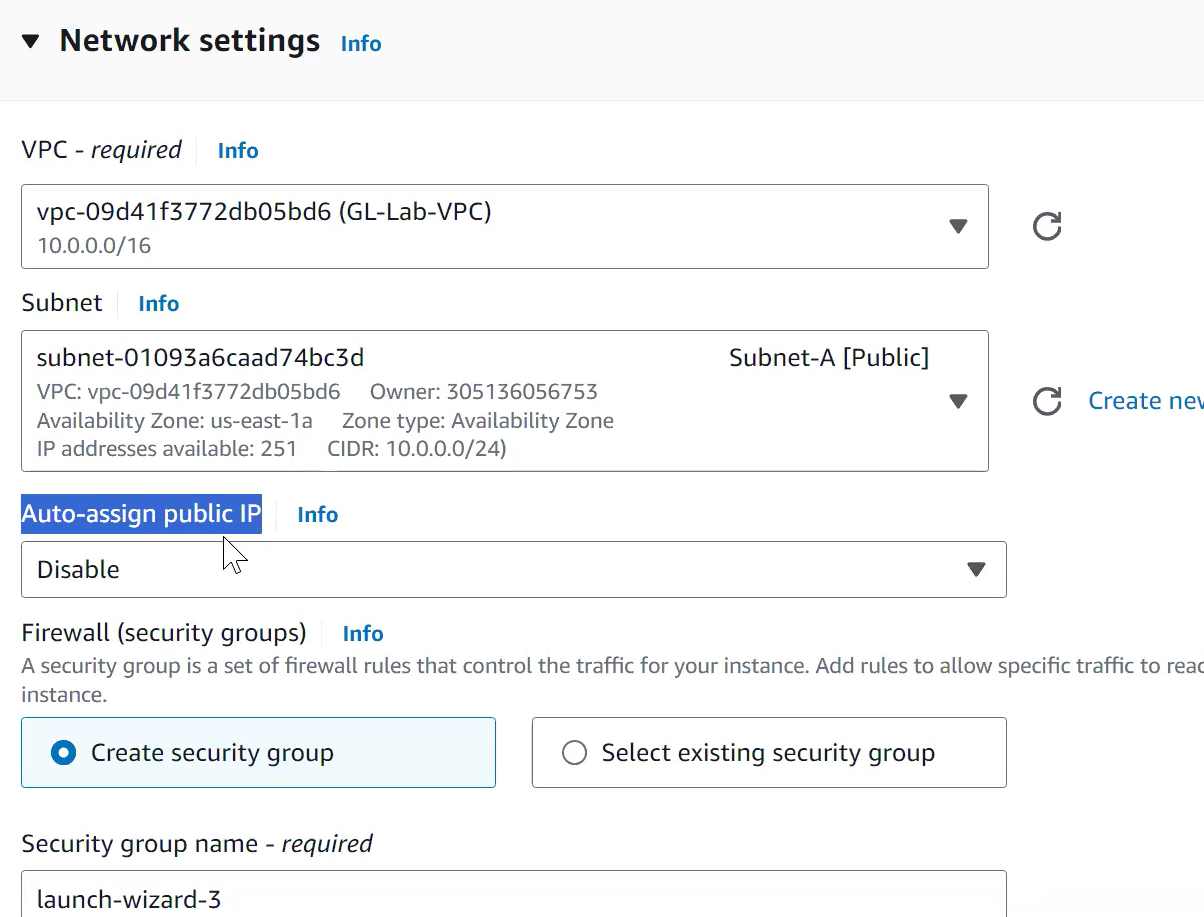 Network settings Info
VPC - required Info
vpc-09d41f3772db05bd6 (GL-Lab-VPC)
10.0.0.0/16
Subnet Info
subnet-01093a6caad74bc3d Subnet-A [Public]
VPC: vpc-09d41f3772db05bd6 Owner: 305136056753
Availability Zone: us-east-1a Zone type: Availability Zone
IP addresses available: 251 CIDR: 10.0.0.0/24)
Create new
Auto-assign public IP Info
Disable
Firewall (security groups) Info
A security group is a set of firewall rules that control the traffic for your instance. Add rules to allow specific traffic to reac
instance.
Create security group
Select existing security group
Security group name - required
launch-wizard-3